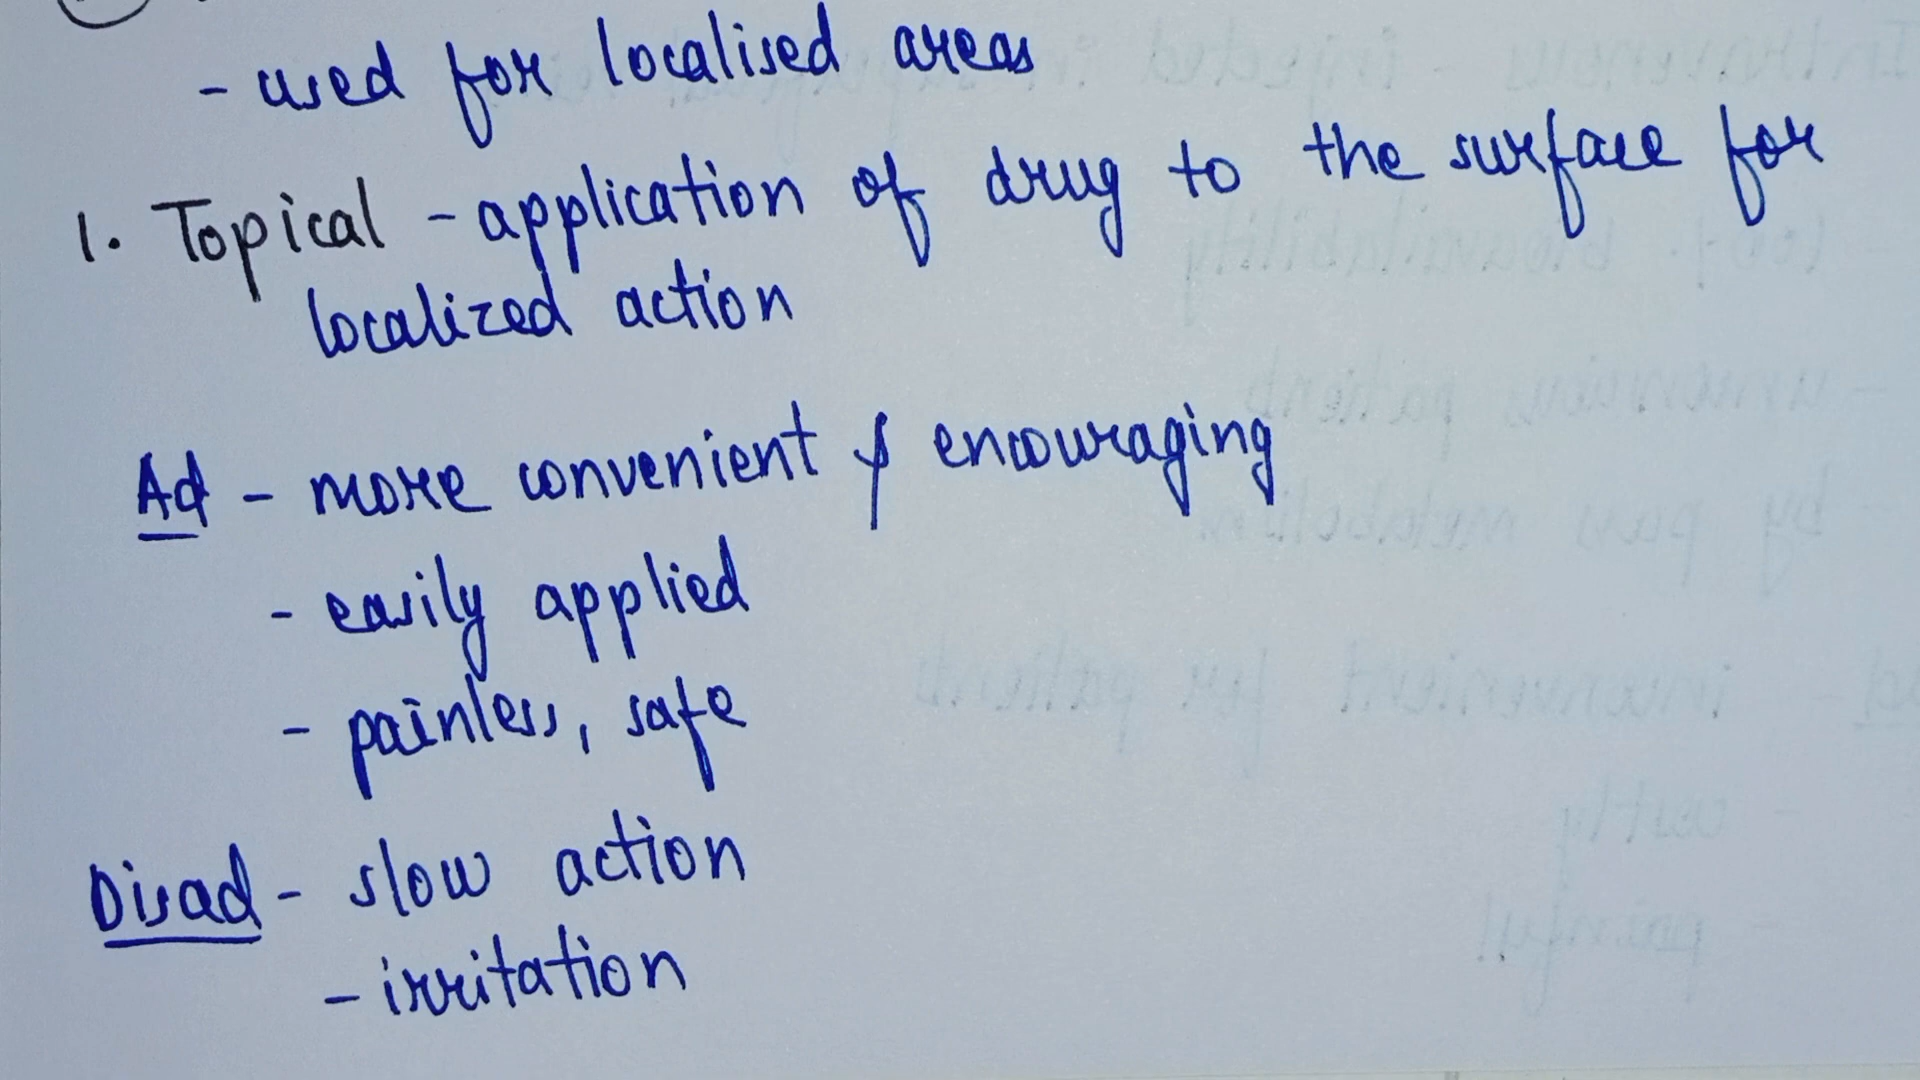 - used for localised areas
1. Topical - application of drug to the surface for
localized action
Ad - more convenient & encouraging
- easily applied
- painless, safe
Disad - slow action
- irritation